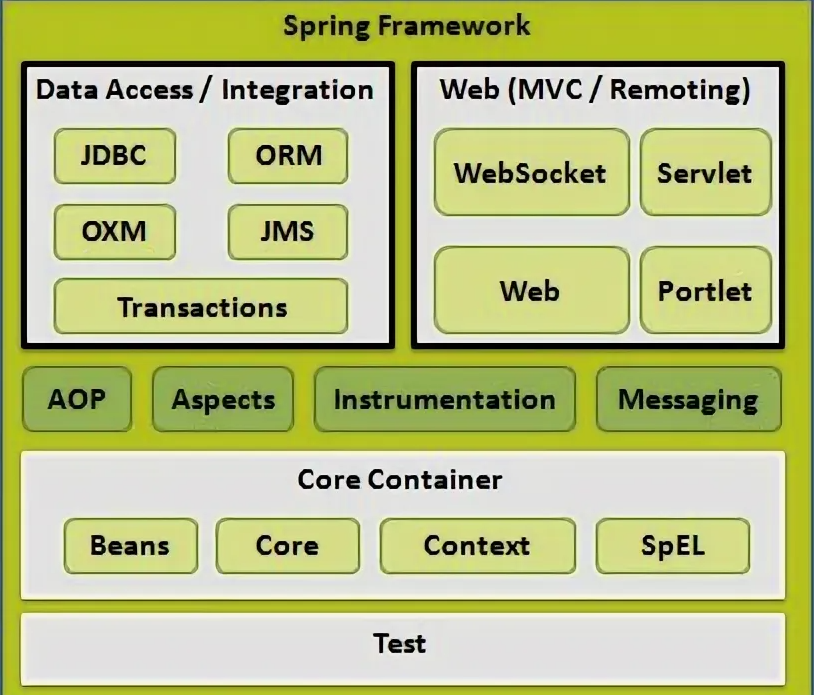 Spring Framework
Data Access / Integration
JDBC
ORM
OXM
JMS
Transactions
Web (MVC / Remoting)
WebSocket
Servlet
Web
Portlet
AOP
Aspects
Instrumentation
Messaging
Core Container
Beans
Core
Context
SpEL
Test